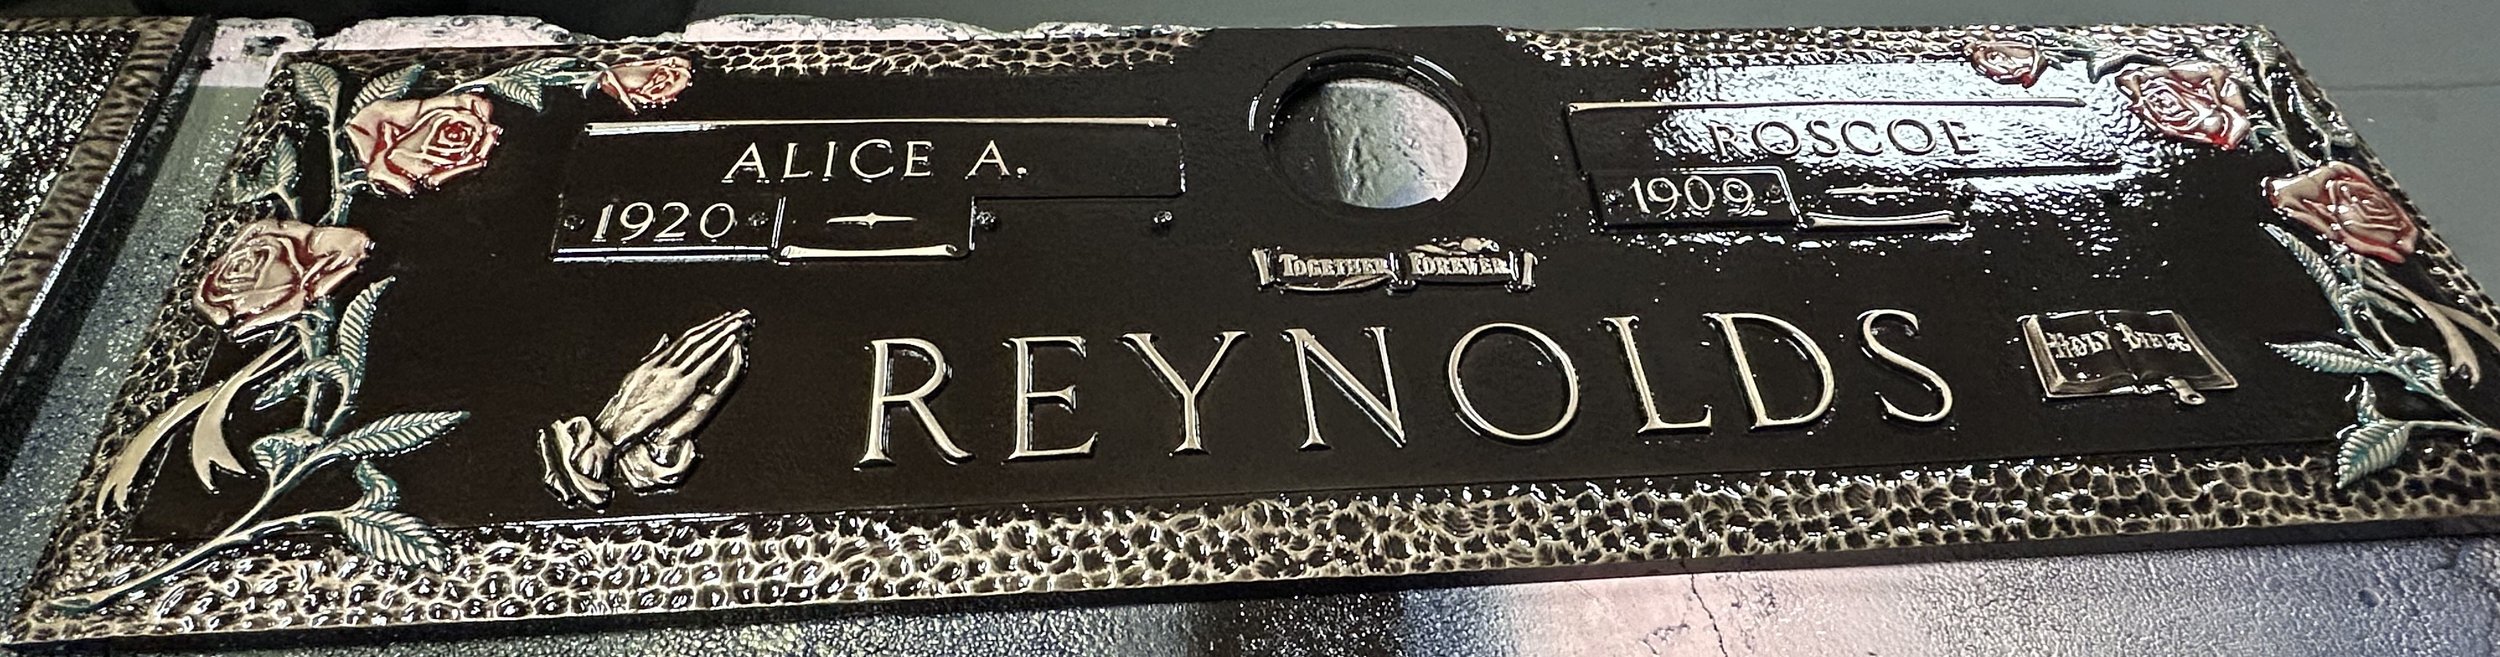 ALICE A.
1920
ROSCOE
1909
TOGETHER FOREVER
REYNOLDS
HOLY BIBLE